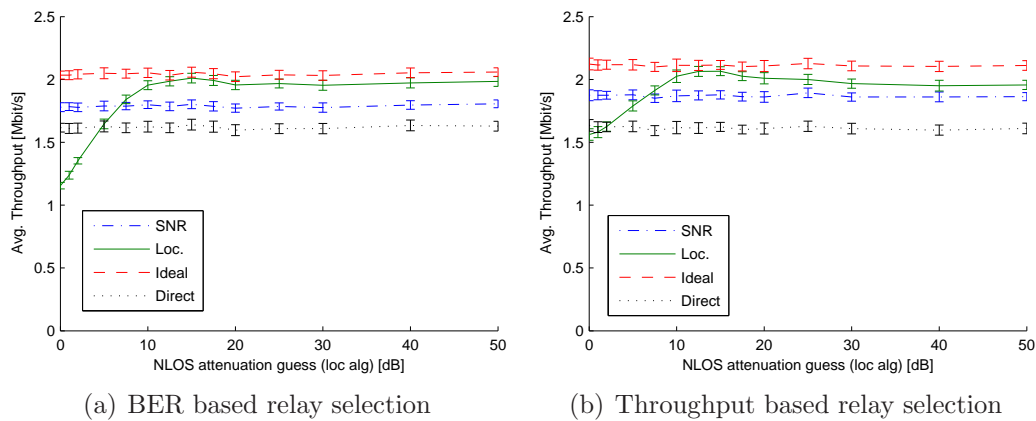 2.5
2
1.5
1
0.5
0
Avg. Throughput [Mbit/s]
SNR
Loc.
Ideal
Direct
0 10 20 30 40 50
NLOS attenuation guess (loc alg) [dB]
(a) BER based relay selection
2.5
2
1.5
1
0.5
0
Avg. Throughput [Mbit/s]
SNR
Loc.
Ideal
Direct
0 10 20 30 40 50
NLOS attenuation guess (loc alg) [dB]
(b) Throughput based relay selection